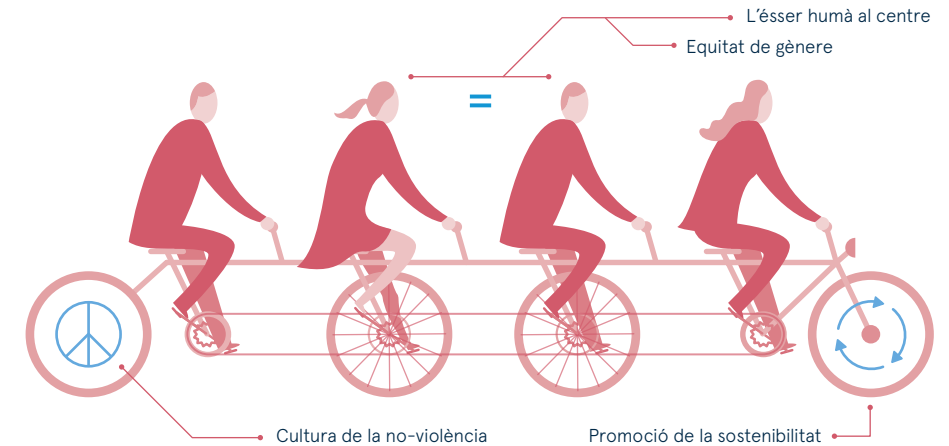 L'ésser humà al centre
Equitat de gènere
=
Cultura de la no-violència
Promoció de la sostenibilitat